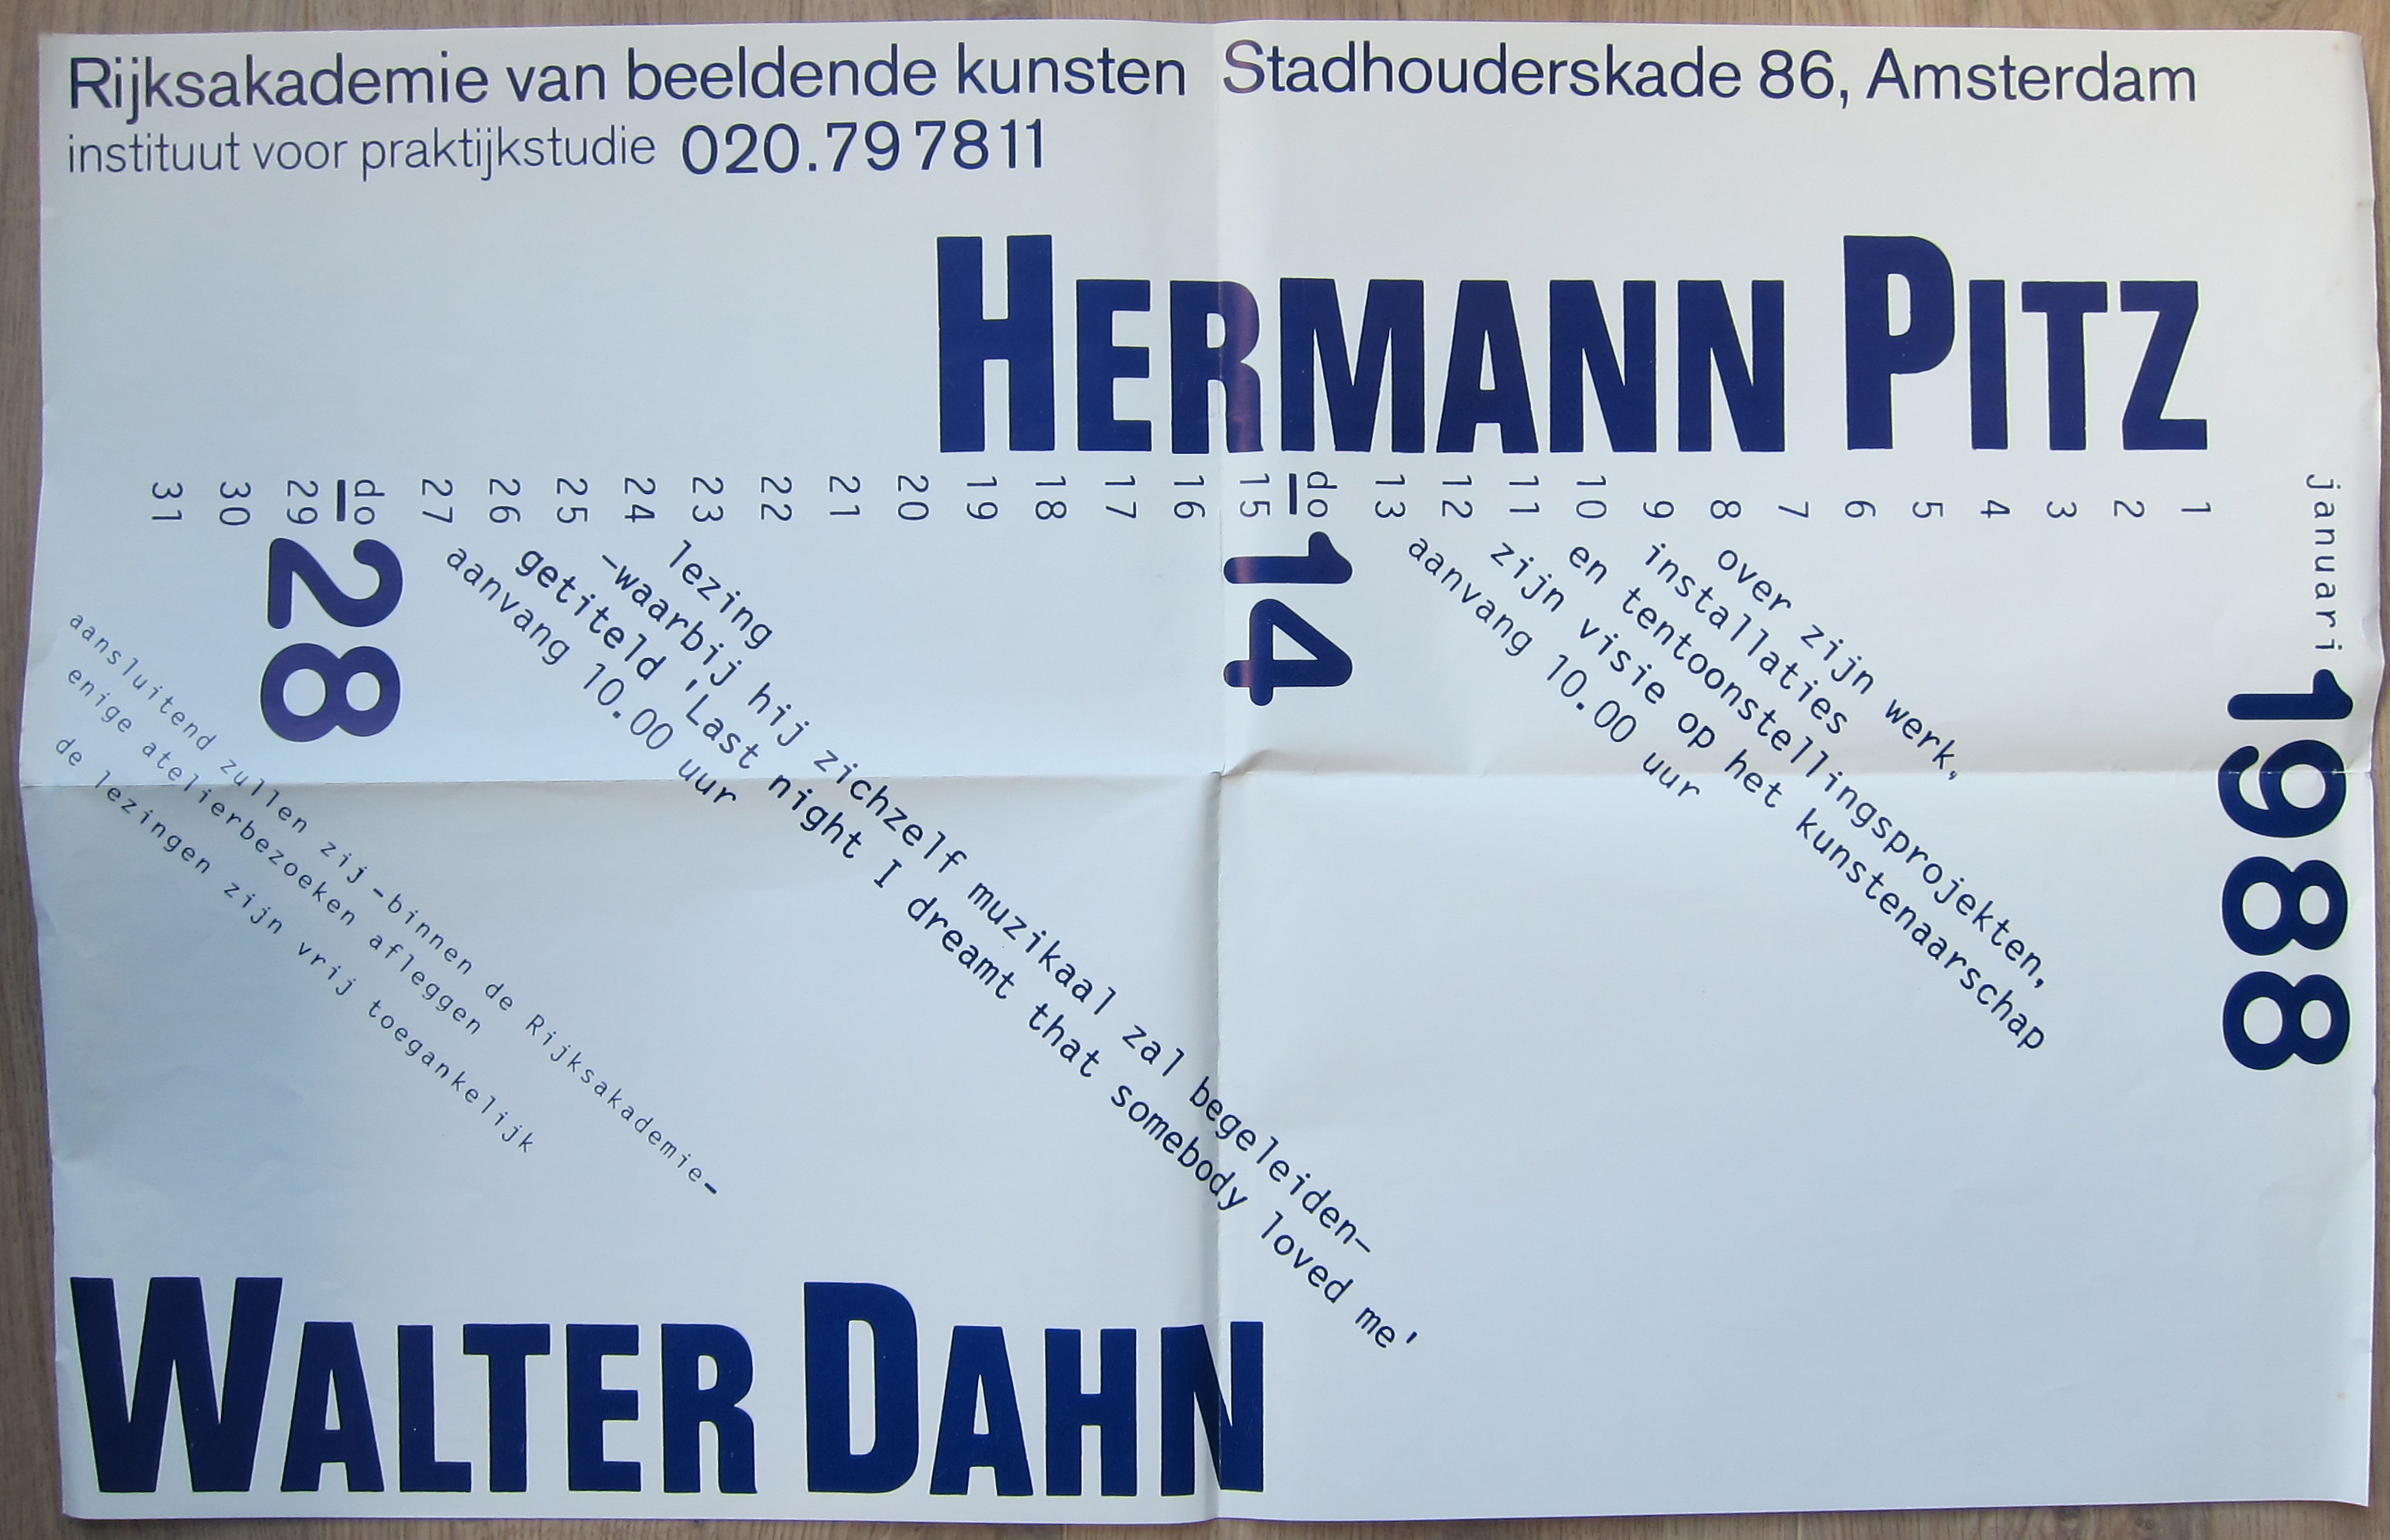 Rijksakademie van beeldende kunsten Stadhouderskade 86, Amsterdam
instituut voor praktijkstudie 020.797811
HERMANN PITZ
januari 1988
1
2
3
4
5
6
7
8
9
10
11
12
13
do 14
15
16
17
18
19
20
21
22
23
24
25
26
27
do 28
29
30
31
over zijn werk,
installaties
en tentoonstellingsprojekten,
zijn visie op het kunstenaarschap
aanvang 10.00 uur
lezing
-waarbij hij zichzelf muzikaal zal begeleiden-
getiteld 'Last night I dreamt that somebody loved me'
aanvang 10.00 uur
aansluitend zullen zij -binnen de Rijksakademie-
enige atelierbezoeken afleggen
de lezingen zijn vrij toegankelijk
WALTER DAHN